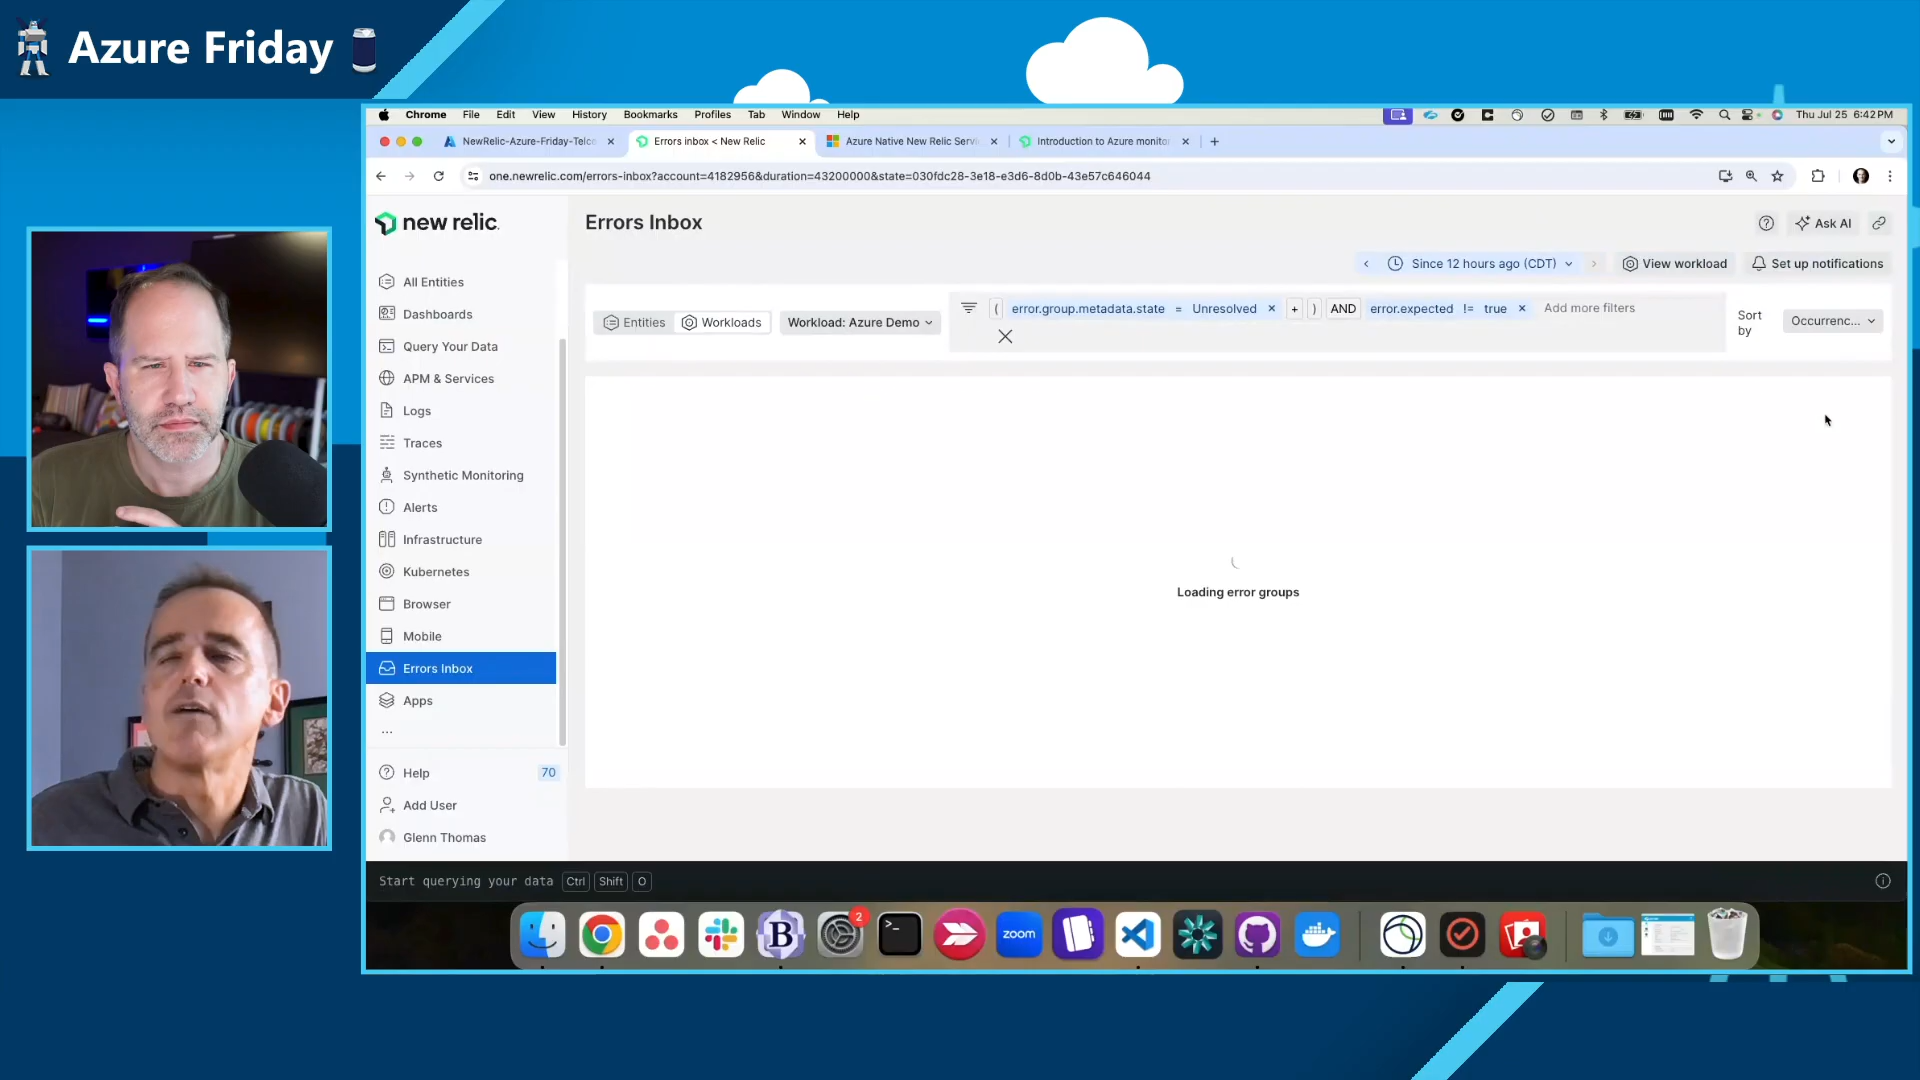 Azure Friday
Chrome File Edit View History Bookmarks Profiles Tab Window Help
Thu Jul 25 6:42 PM
NewRelic-Azure-Friday-Telco
Errors inbox < New Relic
Azure Native New Relic Servi
Introduction to Azure monitor
one.newrelic.com/errors-inbox?account=4182956&duration=43200000&state=030fdc28-3e18-e3d6-8d0b-43e57c646044
new relic.
All Entities
Dashboards
Query Your Data
APM & Services
Logs
Traces
Synthetic Monitoring
Alerts
Infrastructure
Kubernetes
Browser
Mobile
Errors Inbox
Apps
...
Help 70
Add User
Glenn Thomas
Errors Inbox
Ask AI
Since 12 hours ago (CDT)
View workload
Set up notifications
Entities
Workloads
Workload: Azure Demo
( error.group.metadata.state = Unresolved × + ) AND error.expected != true × Add more filters
Sort
by
Occurrenc...
Loading error groups
Start querying your data Ctrl Shift O
B
2
>_
zoom